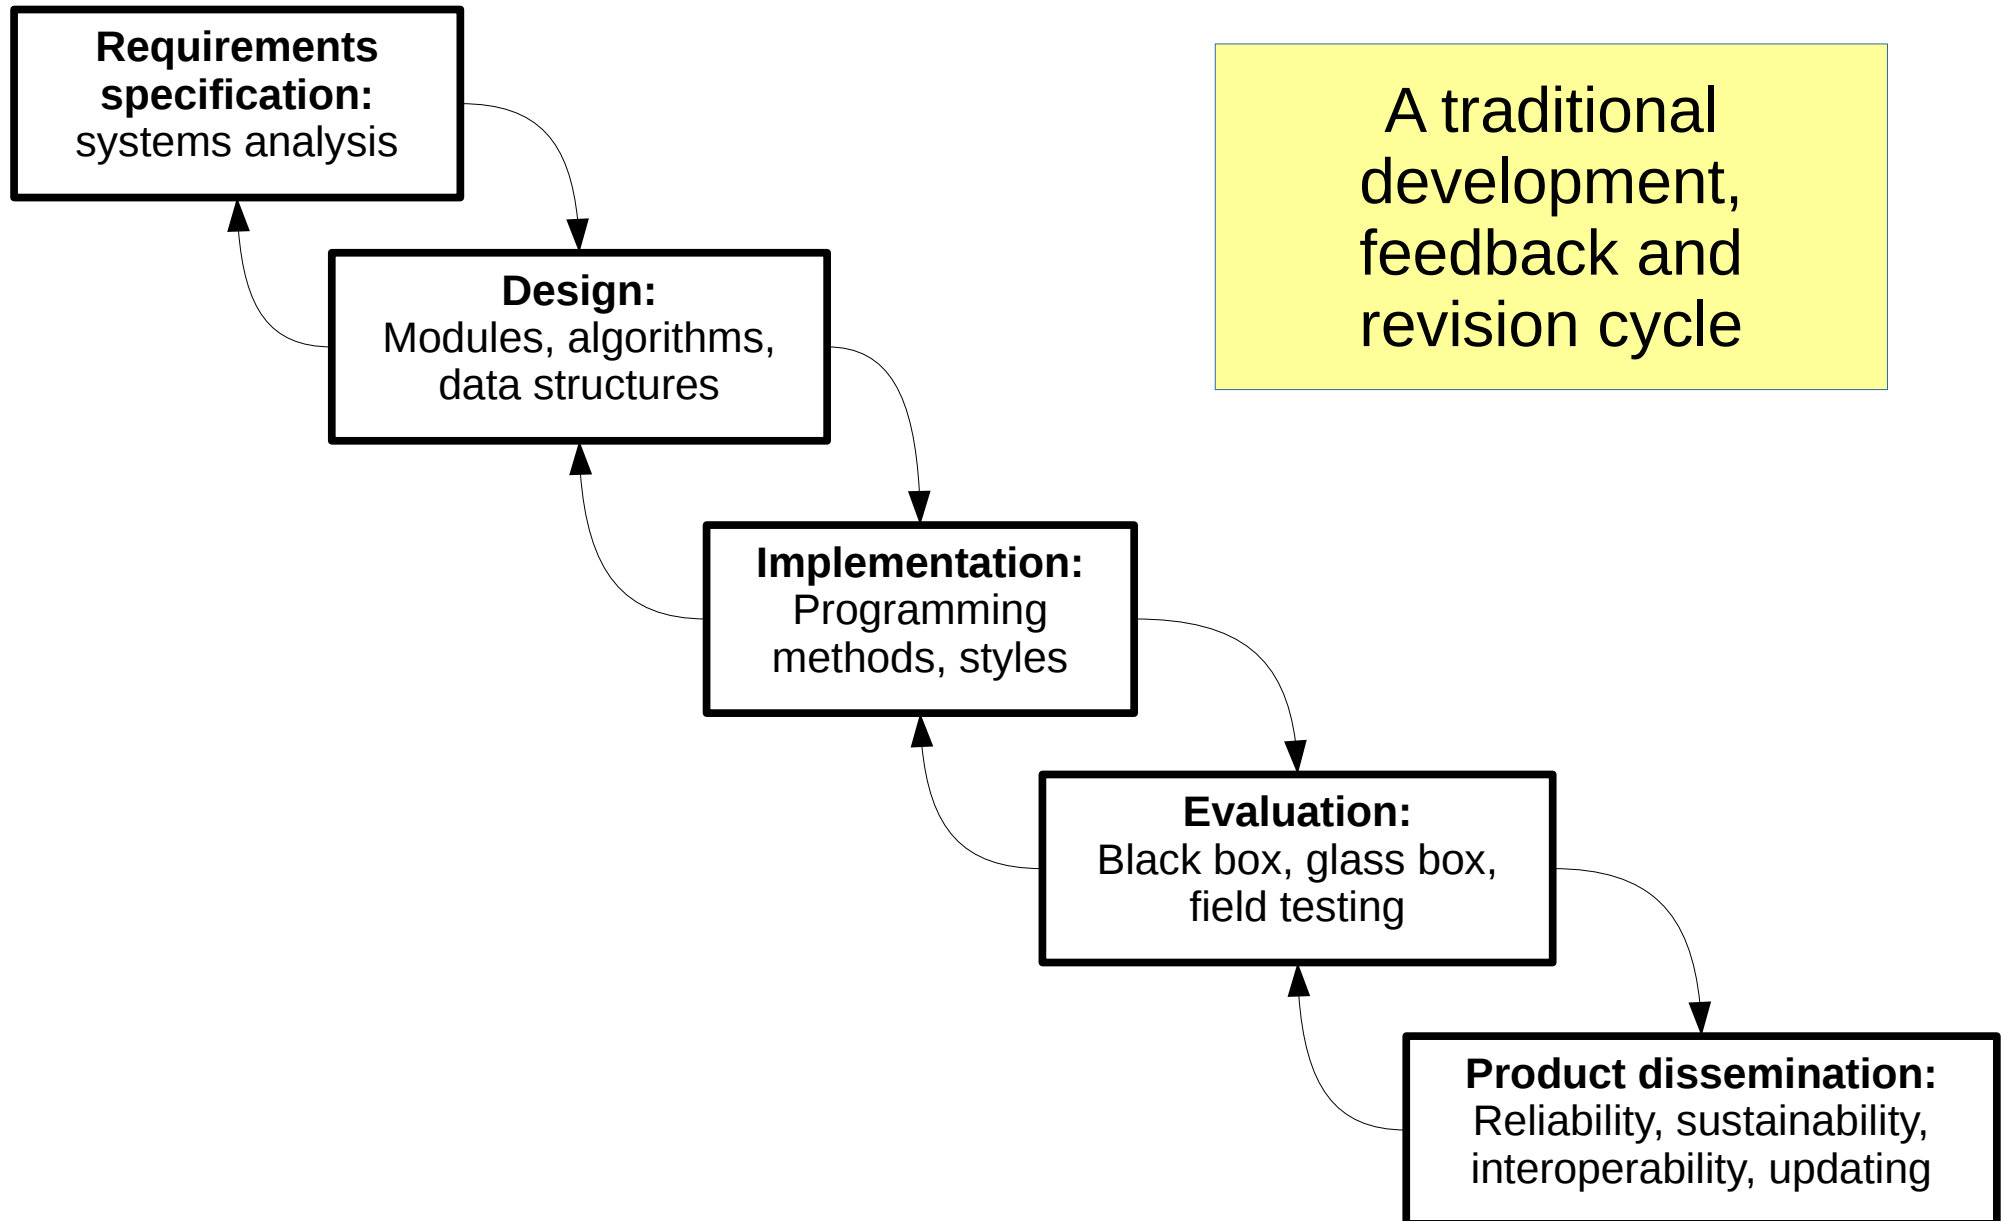 Requirements
specification:
systems analysis
A traditional
development,
feedback and
revision cycle
Design:
Modules, algorithms,
data structures
Implementation:
Programming
methods, styles
Evaluation:
Black box, glass box,
field testing
Product dissemination:
Reliability, sustainability,
interoperability, updating